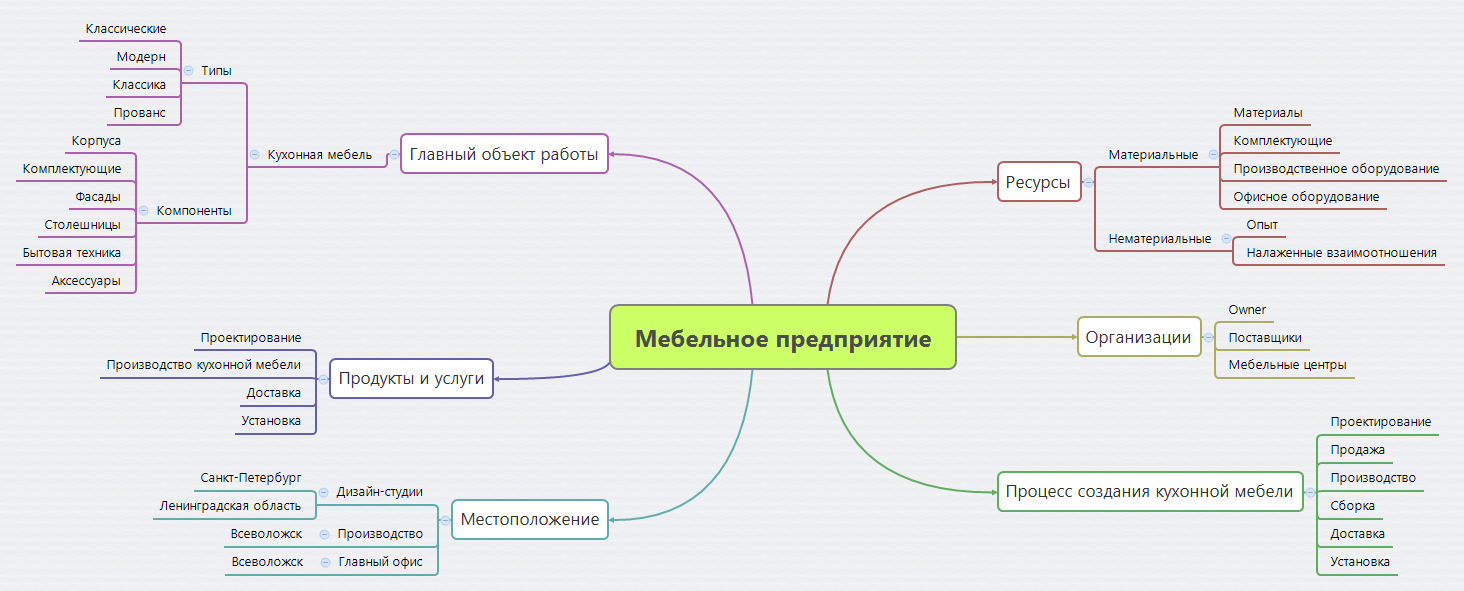 Мебельное предприятие
Главный объект работы
Кухонная мебель
Типы
Классические
Модерн
Классика
Прованс
Компоненты
Корпуса
Комплектующие
Фасады
Столешницы
Бытовая техника
Аксессуары
Продукты и услуги
Проектирование
Производство кухонной мебели
Доставка
Установка
Местоположение
Дизайн-студии
Санкт-Петербург
Ленинградская область
Производство
Всеволожск
Главный офис
Всеволожск
Ресурсы
Материальные
Материалы
Комплектующие
Производственное оборудование
Офисное оборудование
Нематериальные
Опыт
Налаженные взаимоотношения
Организации
Owner
Поставщики
Мебельные центры
Процесс создания кухонной мебели
Проектирование
Продажа
Производство
Сборка
Доставка
Установка